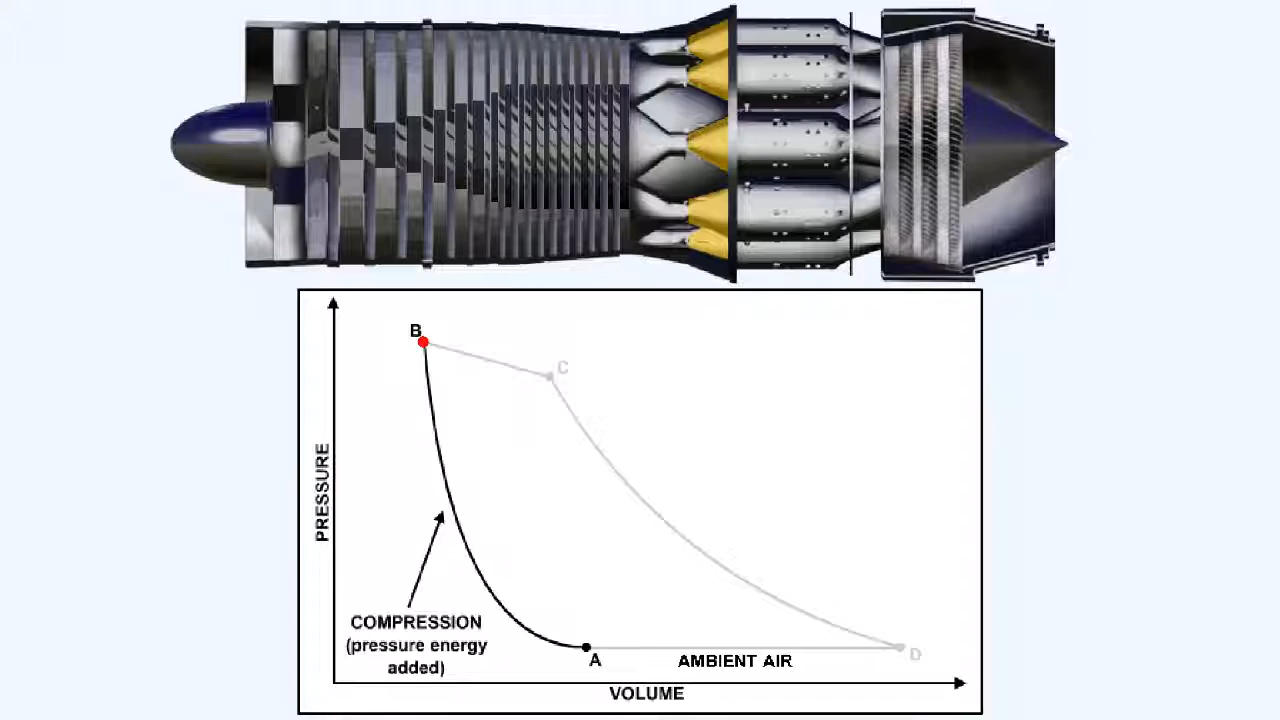 B
C
PRESSURE
COMPRESSION
(pressure energy
added)
A
AMBIENT AIR
D
VOLUME